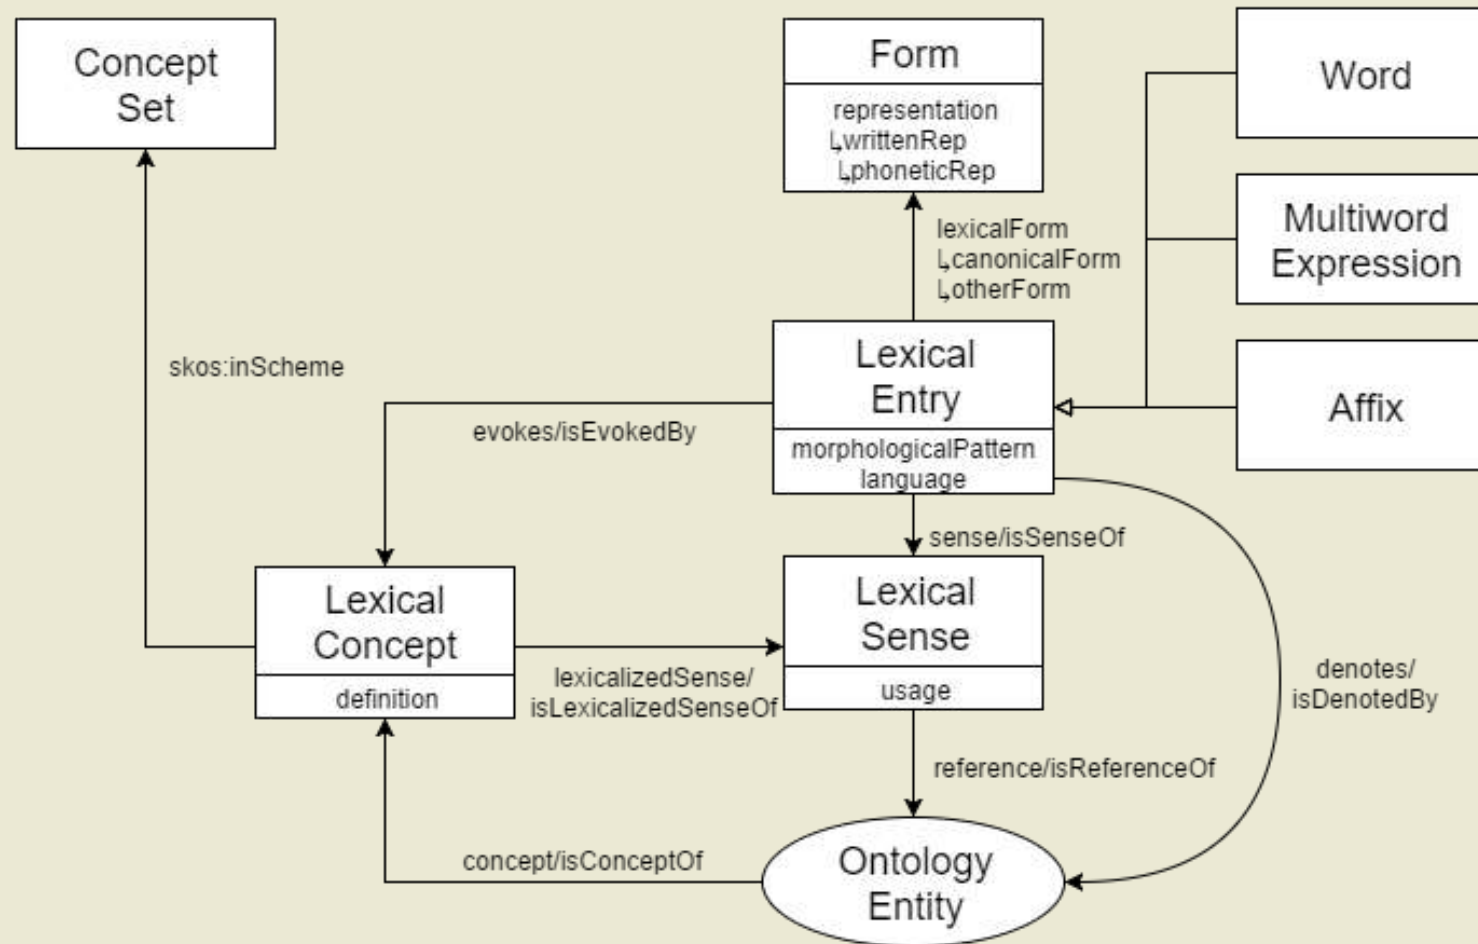 Concept
Set
Form
representation
↳writtenRep
↳phoneticRep
Word
Multiword
Expression
Affix
lexicalForm
↳canonicalForm
↳otherForm
Lexical
Entry
morphologicalPattern
language
skos:inScheme
evokes/isEvokedBy
sense/isSenseOf
Lexical
Concept
definition
lexicalizedSense/
isLexicalizedSenseOf
Lexical
Sense
usage
denotes/
isDenotedBy
reference/isReferenceOf
concept/isConceptOf
Ontology
Entity